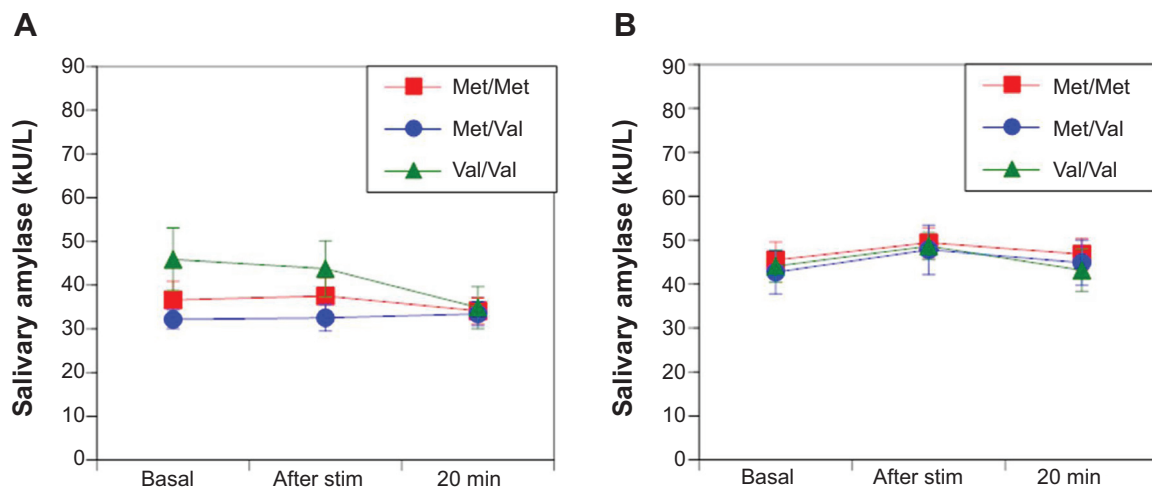 A
Salivary amylase (kU/L)
90
80
70
60
50
40
30
20
10
0
Met/Met
Met/Val
Val/Val
Basal
After stim
20 min
B
Salivary amylase (kU/L)
90
80
70
60
50
40
30
20
10
0
Met/Met
Met/Val
Val/Val
Basal
After stim
20 min